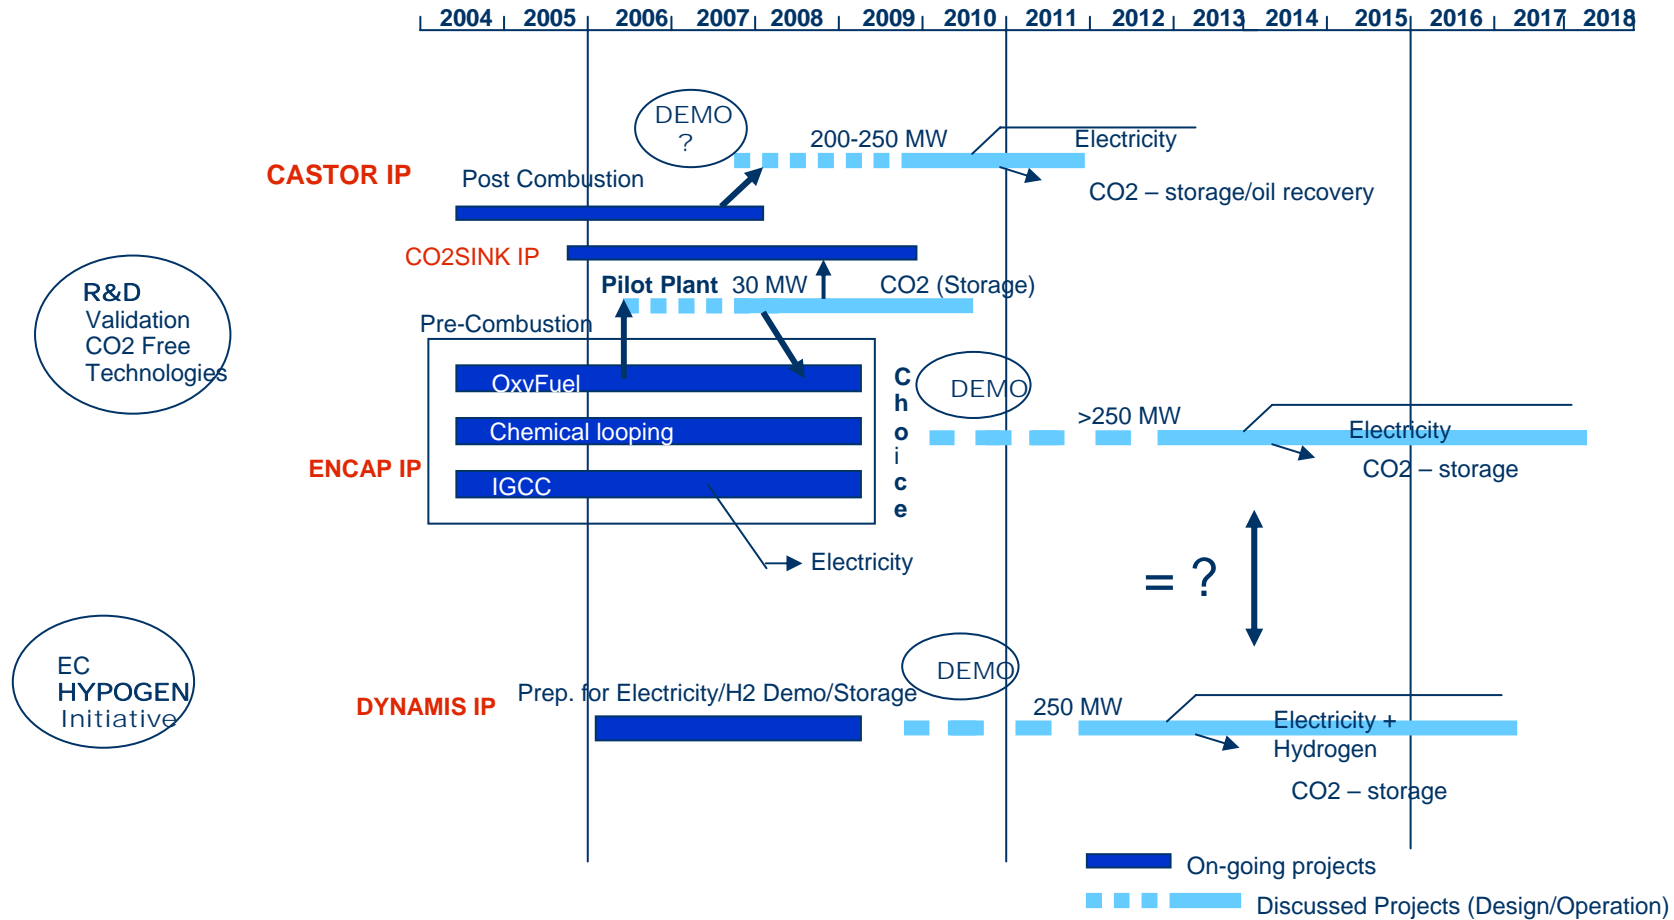 2004 2005 2006 2007 2008 2009 2010 2011 2012 2013 2014 2015 2016 2017 2018
DEMO
?
200-250 MW
Electricity
CASTOR IP
Post Combustion
CO2 – storage/oil recovery
CO2SINK IP
Pilot Plant 30 MW
CO2 (Storage)
R&D
Validation
CO2 Free
Technologies
Pre-Combustion
OxyFuel
Chemical looping
IGCC
ENCAP IP
Choice
DEMO
>250 MW
Electricity
CO2 – storage
Electricity
= ?
EC
HYPOGEN
Initiative
DYNAMIS IP
Prep. for Electricity/H2 Demo/Storage
DEMO
250 MW
Electricity +
Hydrogen
CO2 – storage
On-going projects
Discussed Projects (Design/Operation)